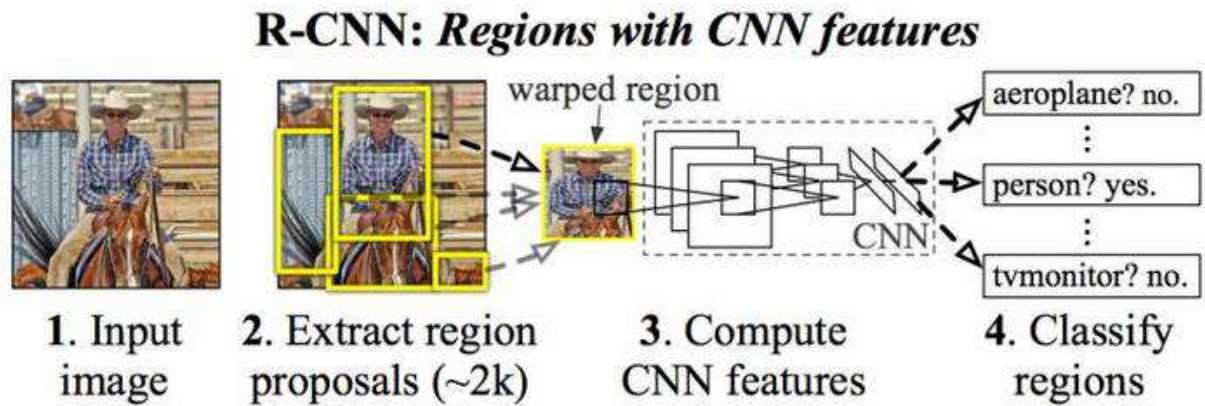 R-CNN: Regions with CNN features
warped region
aeroplane? no.
person? yes.
tvmonitor? no.
CNN
1. Input
image
2. Extract region
proposals (~2k)
3. Compute
CNN features
4. Classify
regions